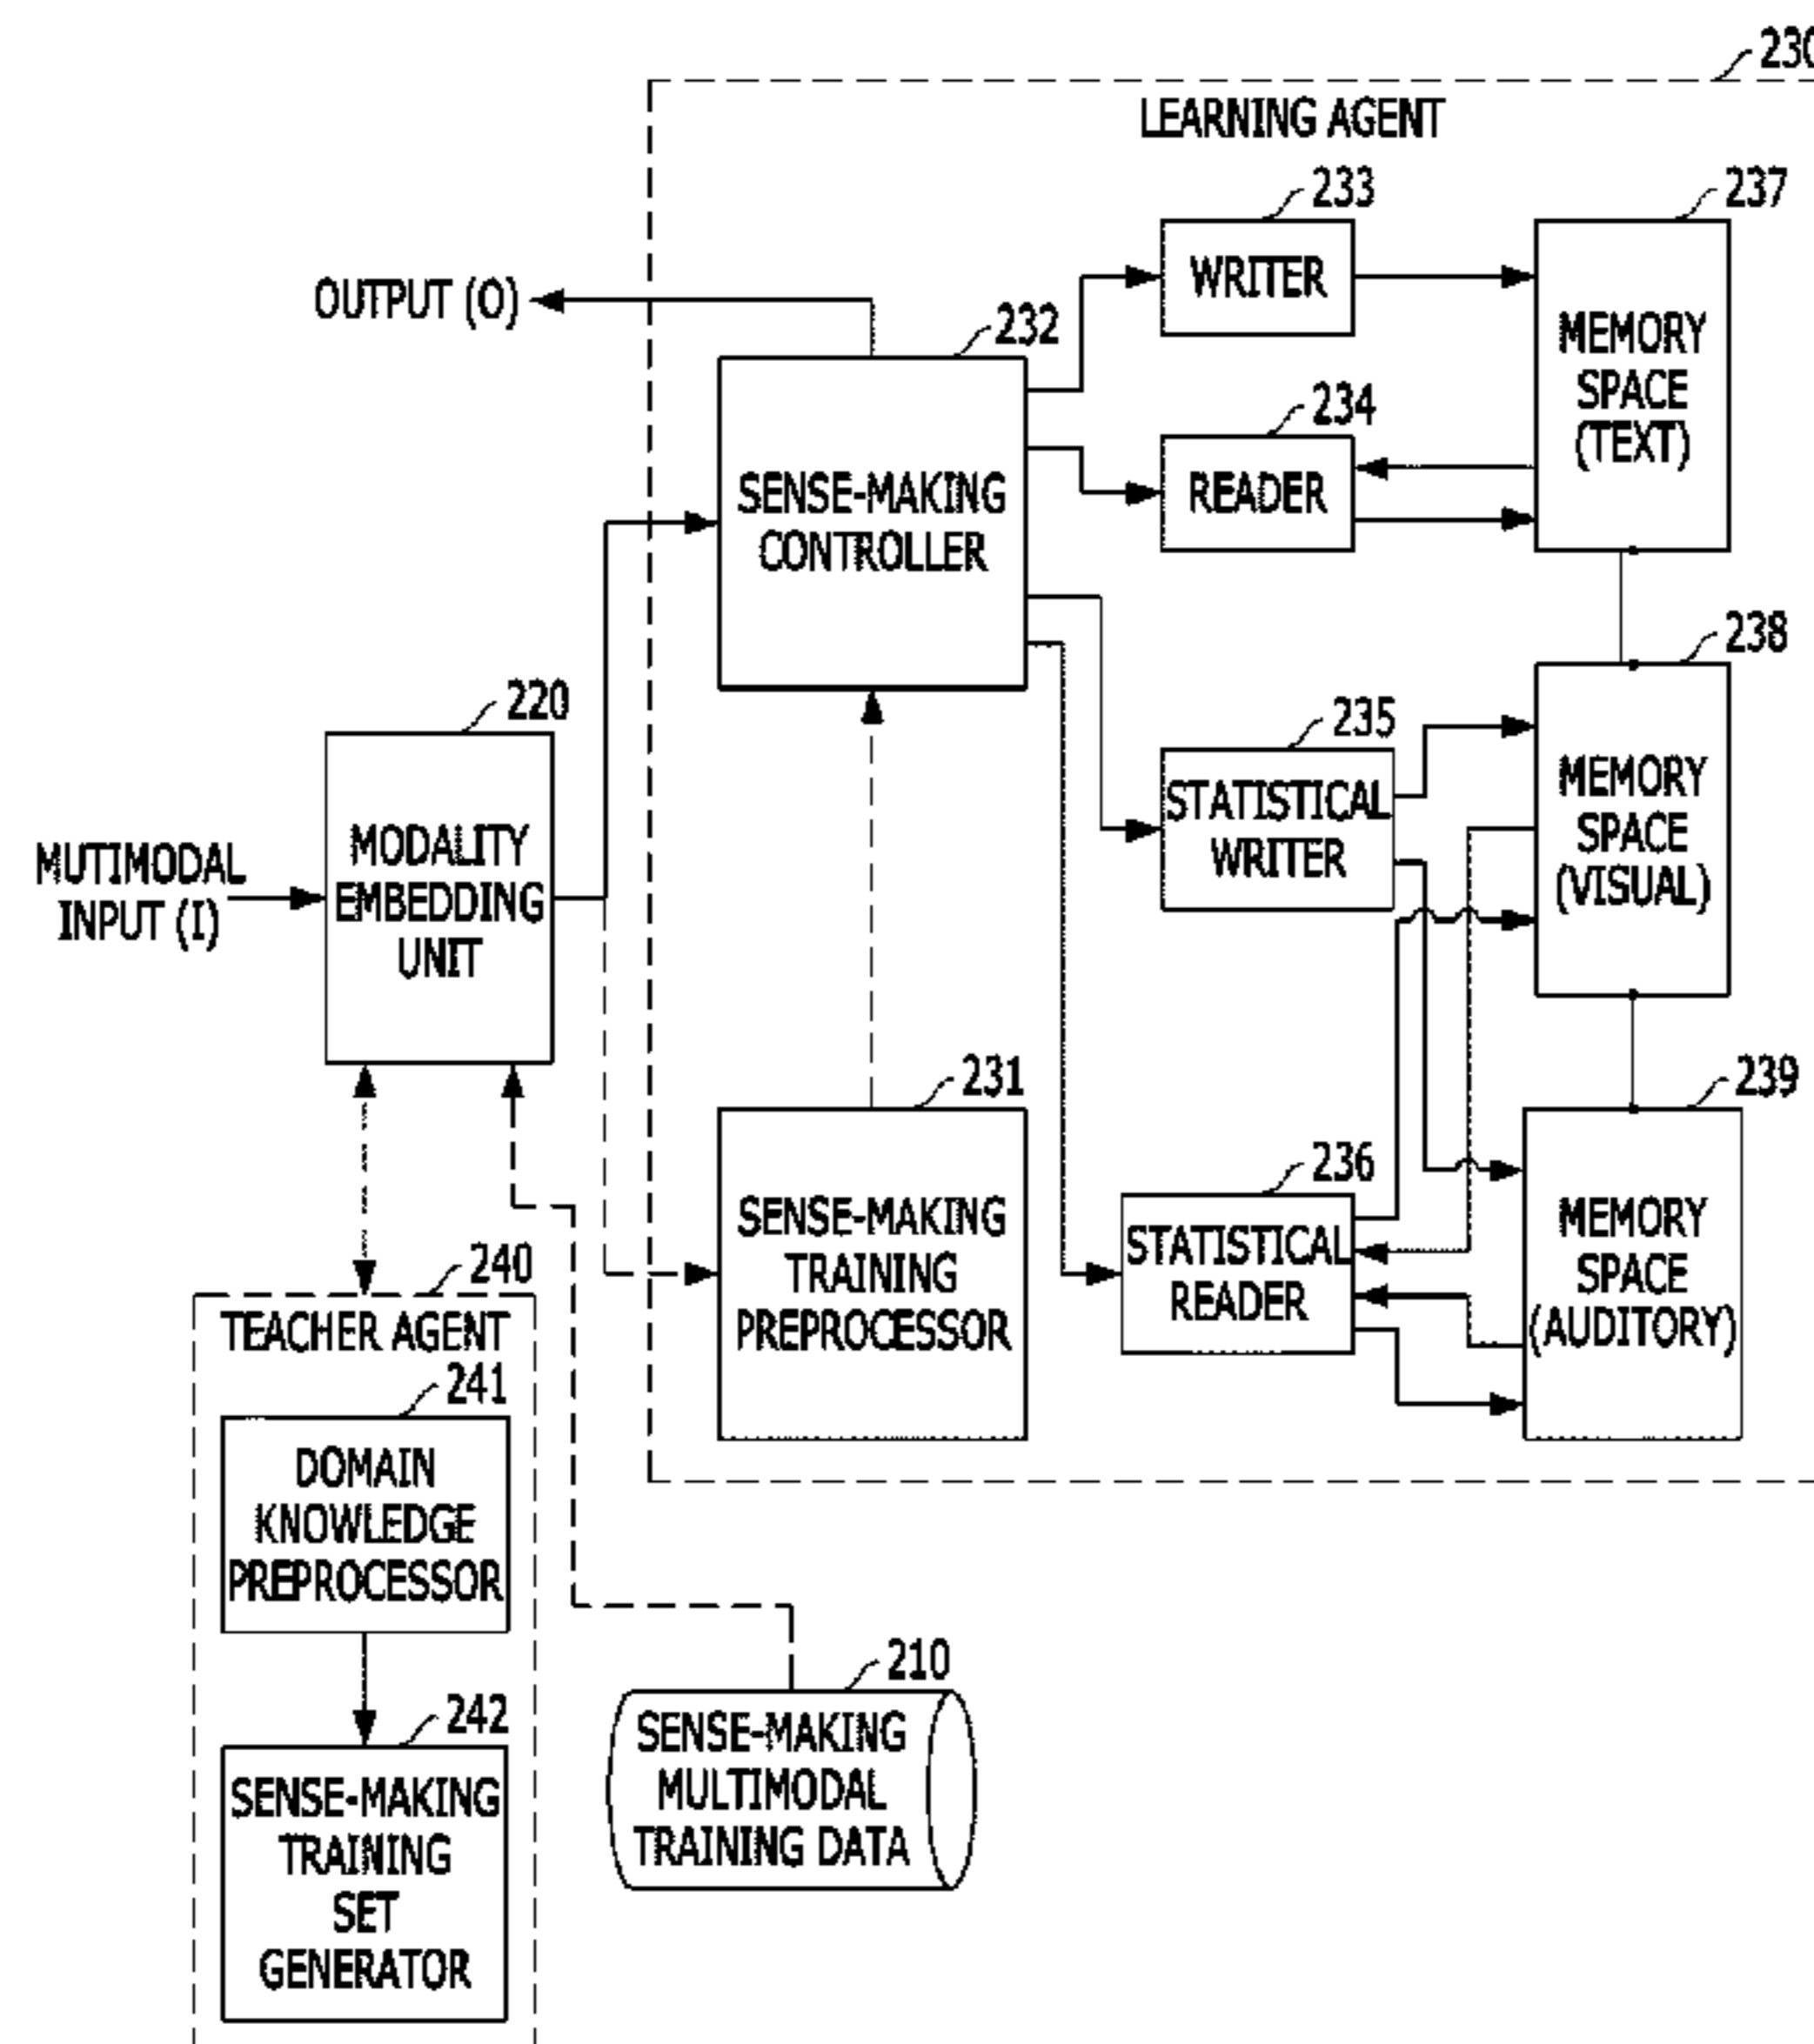 230
LEARNING AGENT
233
237
WRITER
OUTPUT (O)
232
MEMORY
SPACE
(TEXT)
234
SENSE-MAKING
CONTROLLER
READER
238
220
235
MODALITY
EMBEDDING
UNIT
MUTIMODAL
INPUT (I)
STATISTICAL
WRITER
MEMORY
SPACE
(VISUAL)
231
239
236
SENSE-MAKING
TRAINING
PREPROCESSOR
STATISTICAL
READER
MEMORY
SPACE
(AUDITORY)
240
TEACHER AGENT
241
DOMAIN
KNOWLEDGE
PREPROCESSOR
210
242
SENSE-MAKING
MULTIMODAL
TRAINING DATA
SENSE-MAKING
TRAINING
SET
GENERATOR